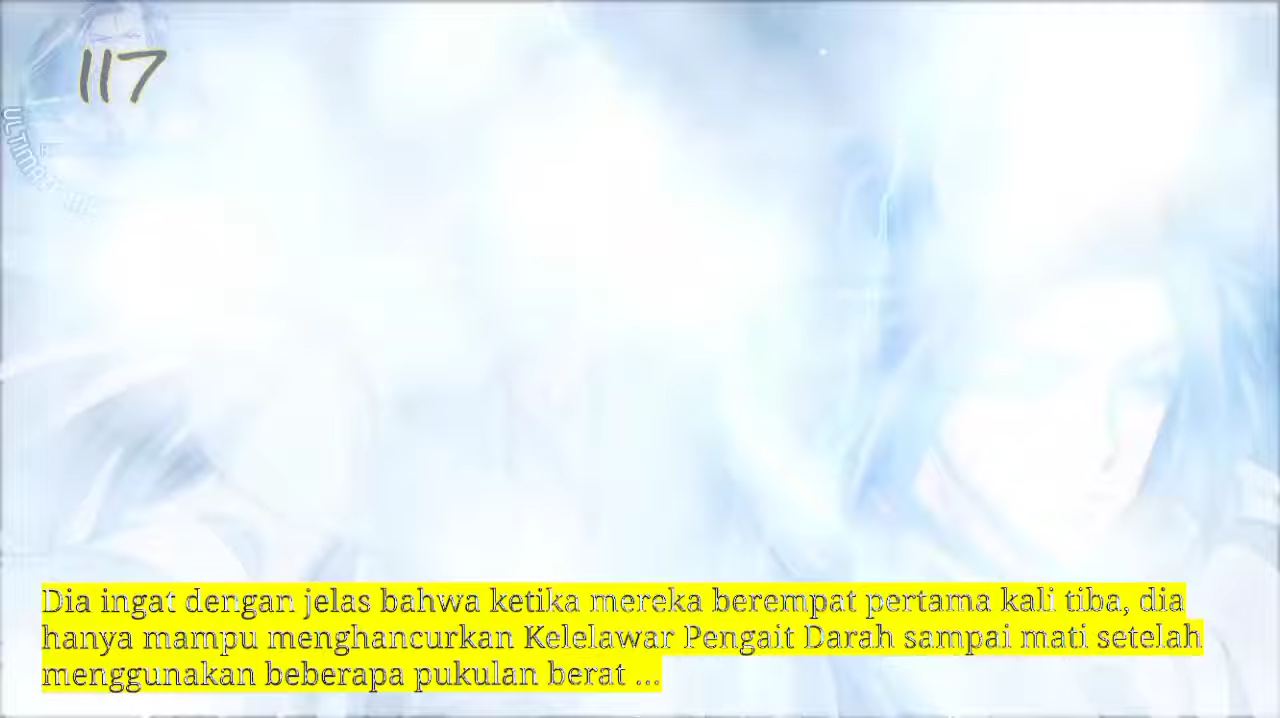 117
Dia ingat dengan jelas bahwa ketika mereka berempat pertama kali tiba, dia
hanya mampu menghancurkan Kelelawar Pengait Darah sampai mati setelah
menggunakan beberapa pukulan berat ...